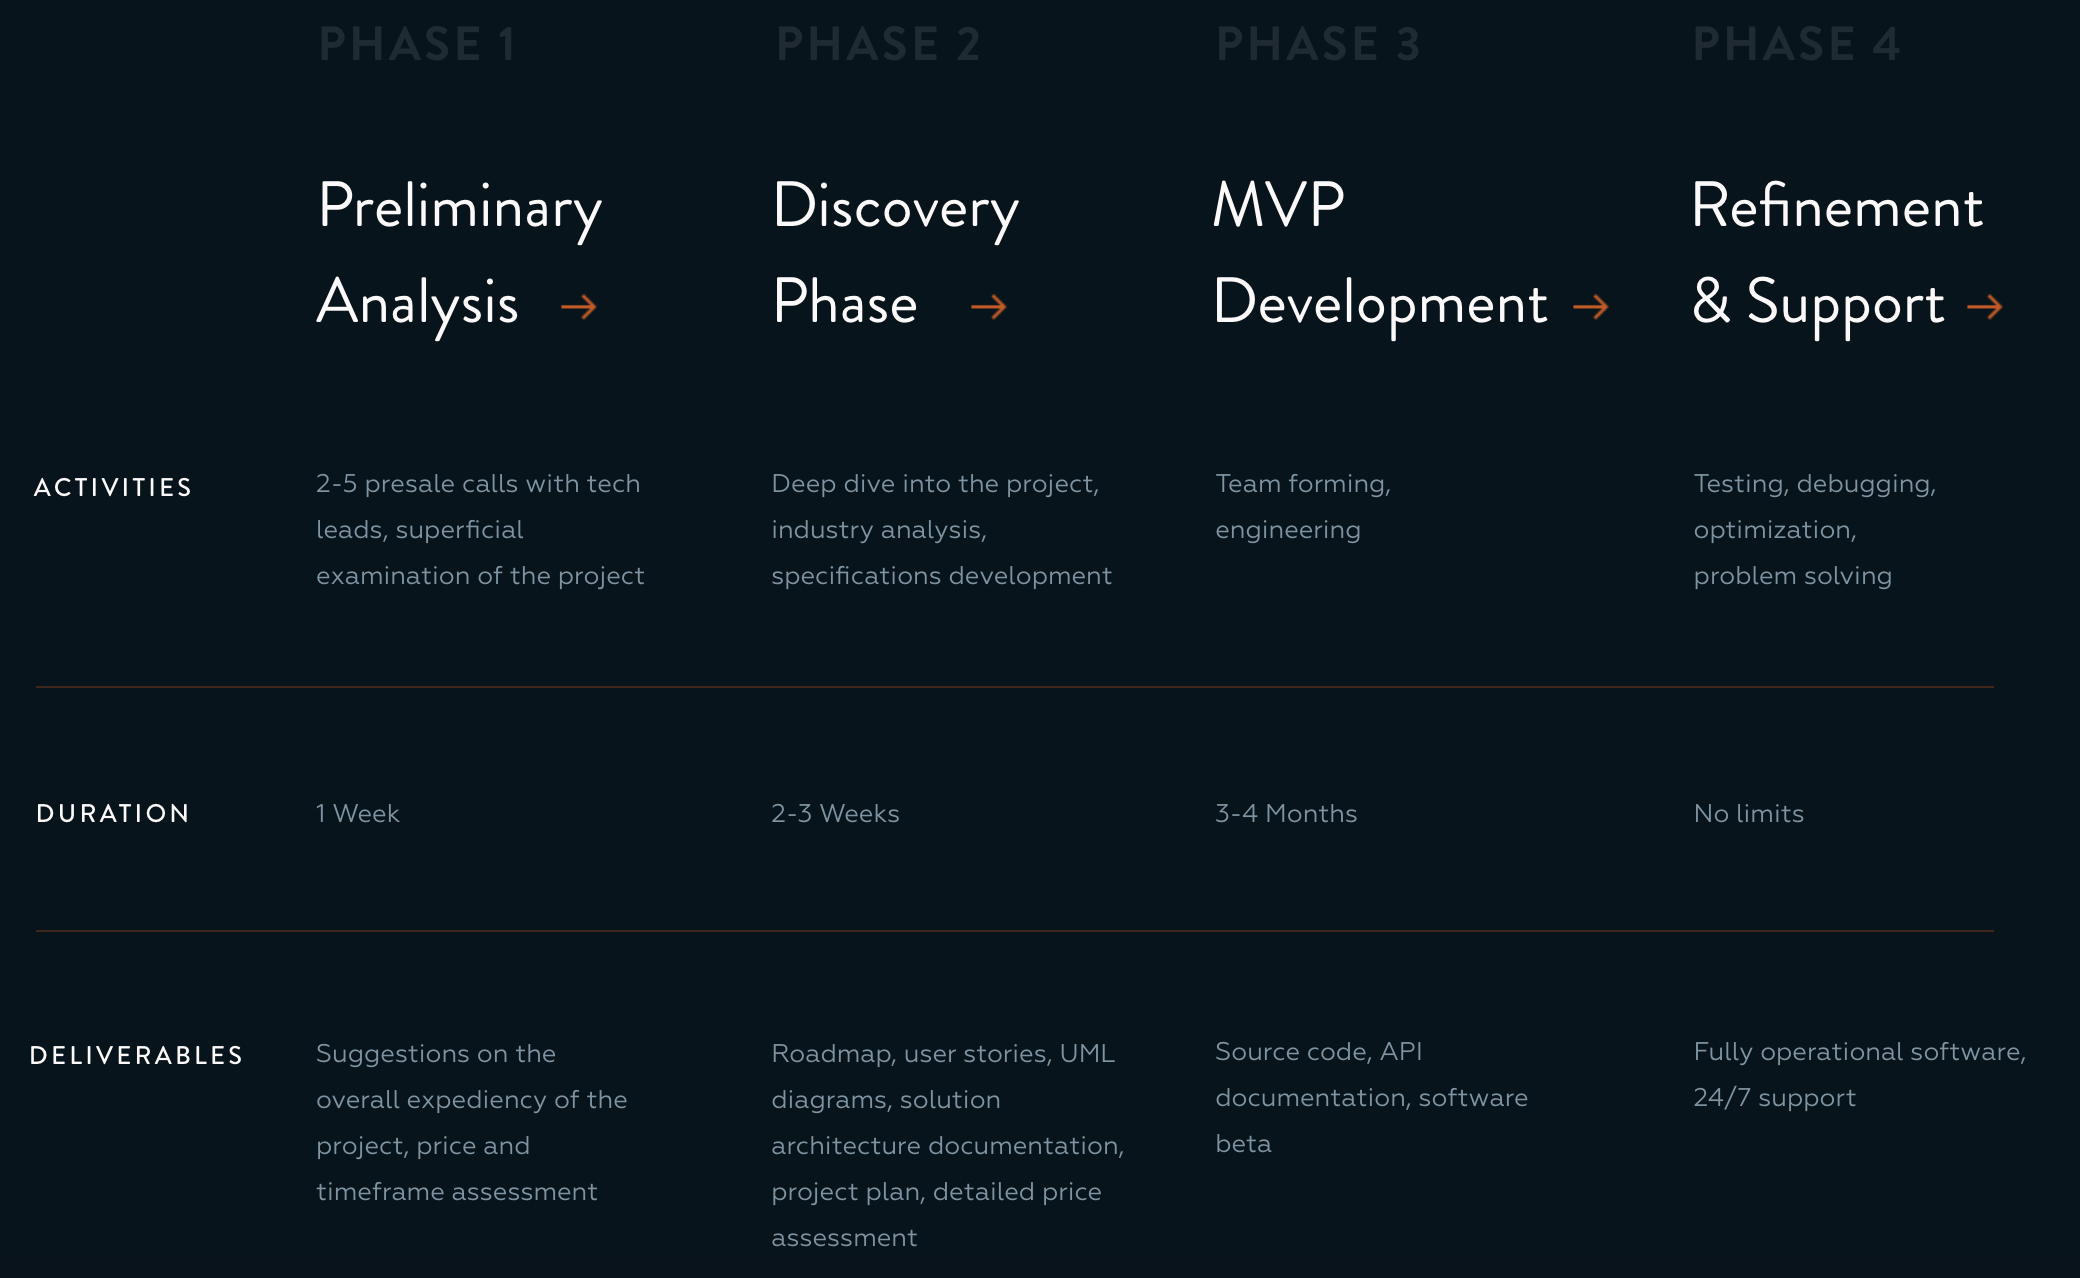 PHASE 1
PHASE 2
PHASE 3
PHASE 4
Preliminary
Analysis →
Discovery
Phase →
MVP
Development →
Refinement
& Support →
ACTIVITIES
2-5 presale calls with tech
leads, superficial
examination of the project
Deep dive into the project,
industry analysis,
specifications development
Team forming,
engineering
Testing, debugging,
optimization,
problem solving
DURATION
1 Week
2-3 Weeks
3-4 Months
No limits
DELIVERABLES
Suggestions on the
overall expediency of the
project, price and
timeframe assessment
Roadmap, user stories, UML
diagrams, solution
architecture documentation,
project plan, detailed price
assessment
Source code, API
documentation, software
beta
Fully operational software,
24/7 support